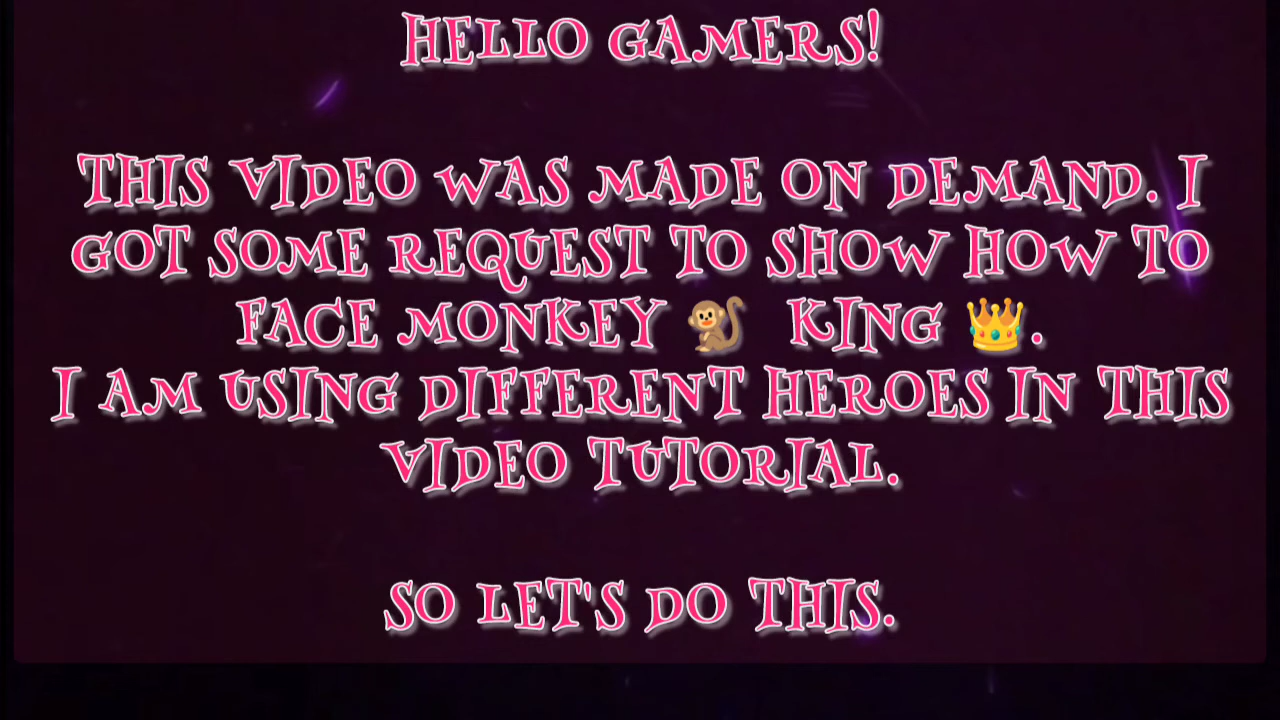 HELLO GAMERS!
THIS VIDEO WAS MADE ON DEMAND. I
GOT SOME REQUEST TO SHOW HOW TO
FACE MONKEY 🐒 KING 👑.
I AM USING DIFFERENT HEROES IN THIS
VIDEO TUTORIAL.
SO LET'S DO THIS.